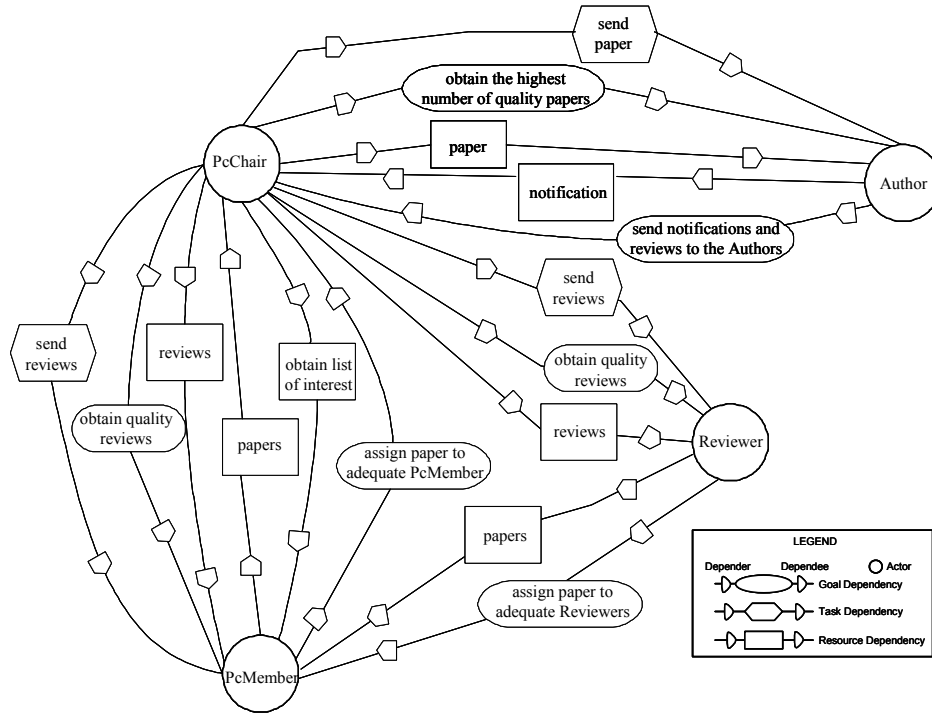 send
paper
obtain the highest
number of quality papers
PcChair
paper
Author
notification
send notifications and
reviews to the Authors
send
reviews
send
reviews
reviews
obtain list
of interest
obtain quality
reviews
obtain quality
reviews
papers
assign paper to
adequate PcMember
reviews
Reviewer
papers
assign paper to
adequate Reviewers
PcMember
LEGEND
Depender Dependee Actor
Goal Dependency
Task Dependency
Resource Dependency